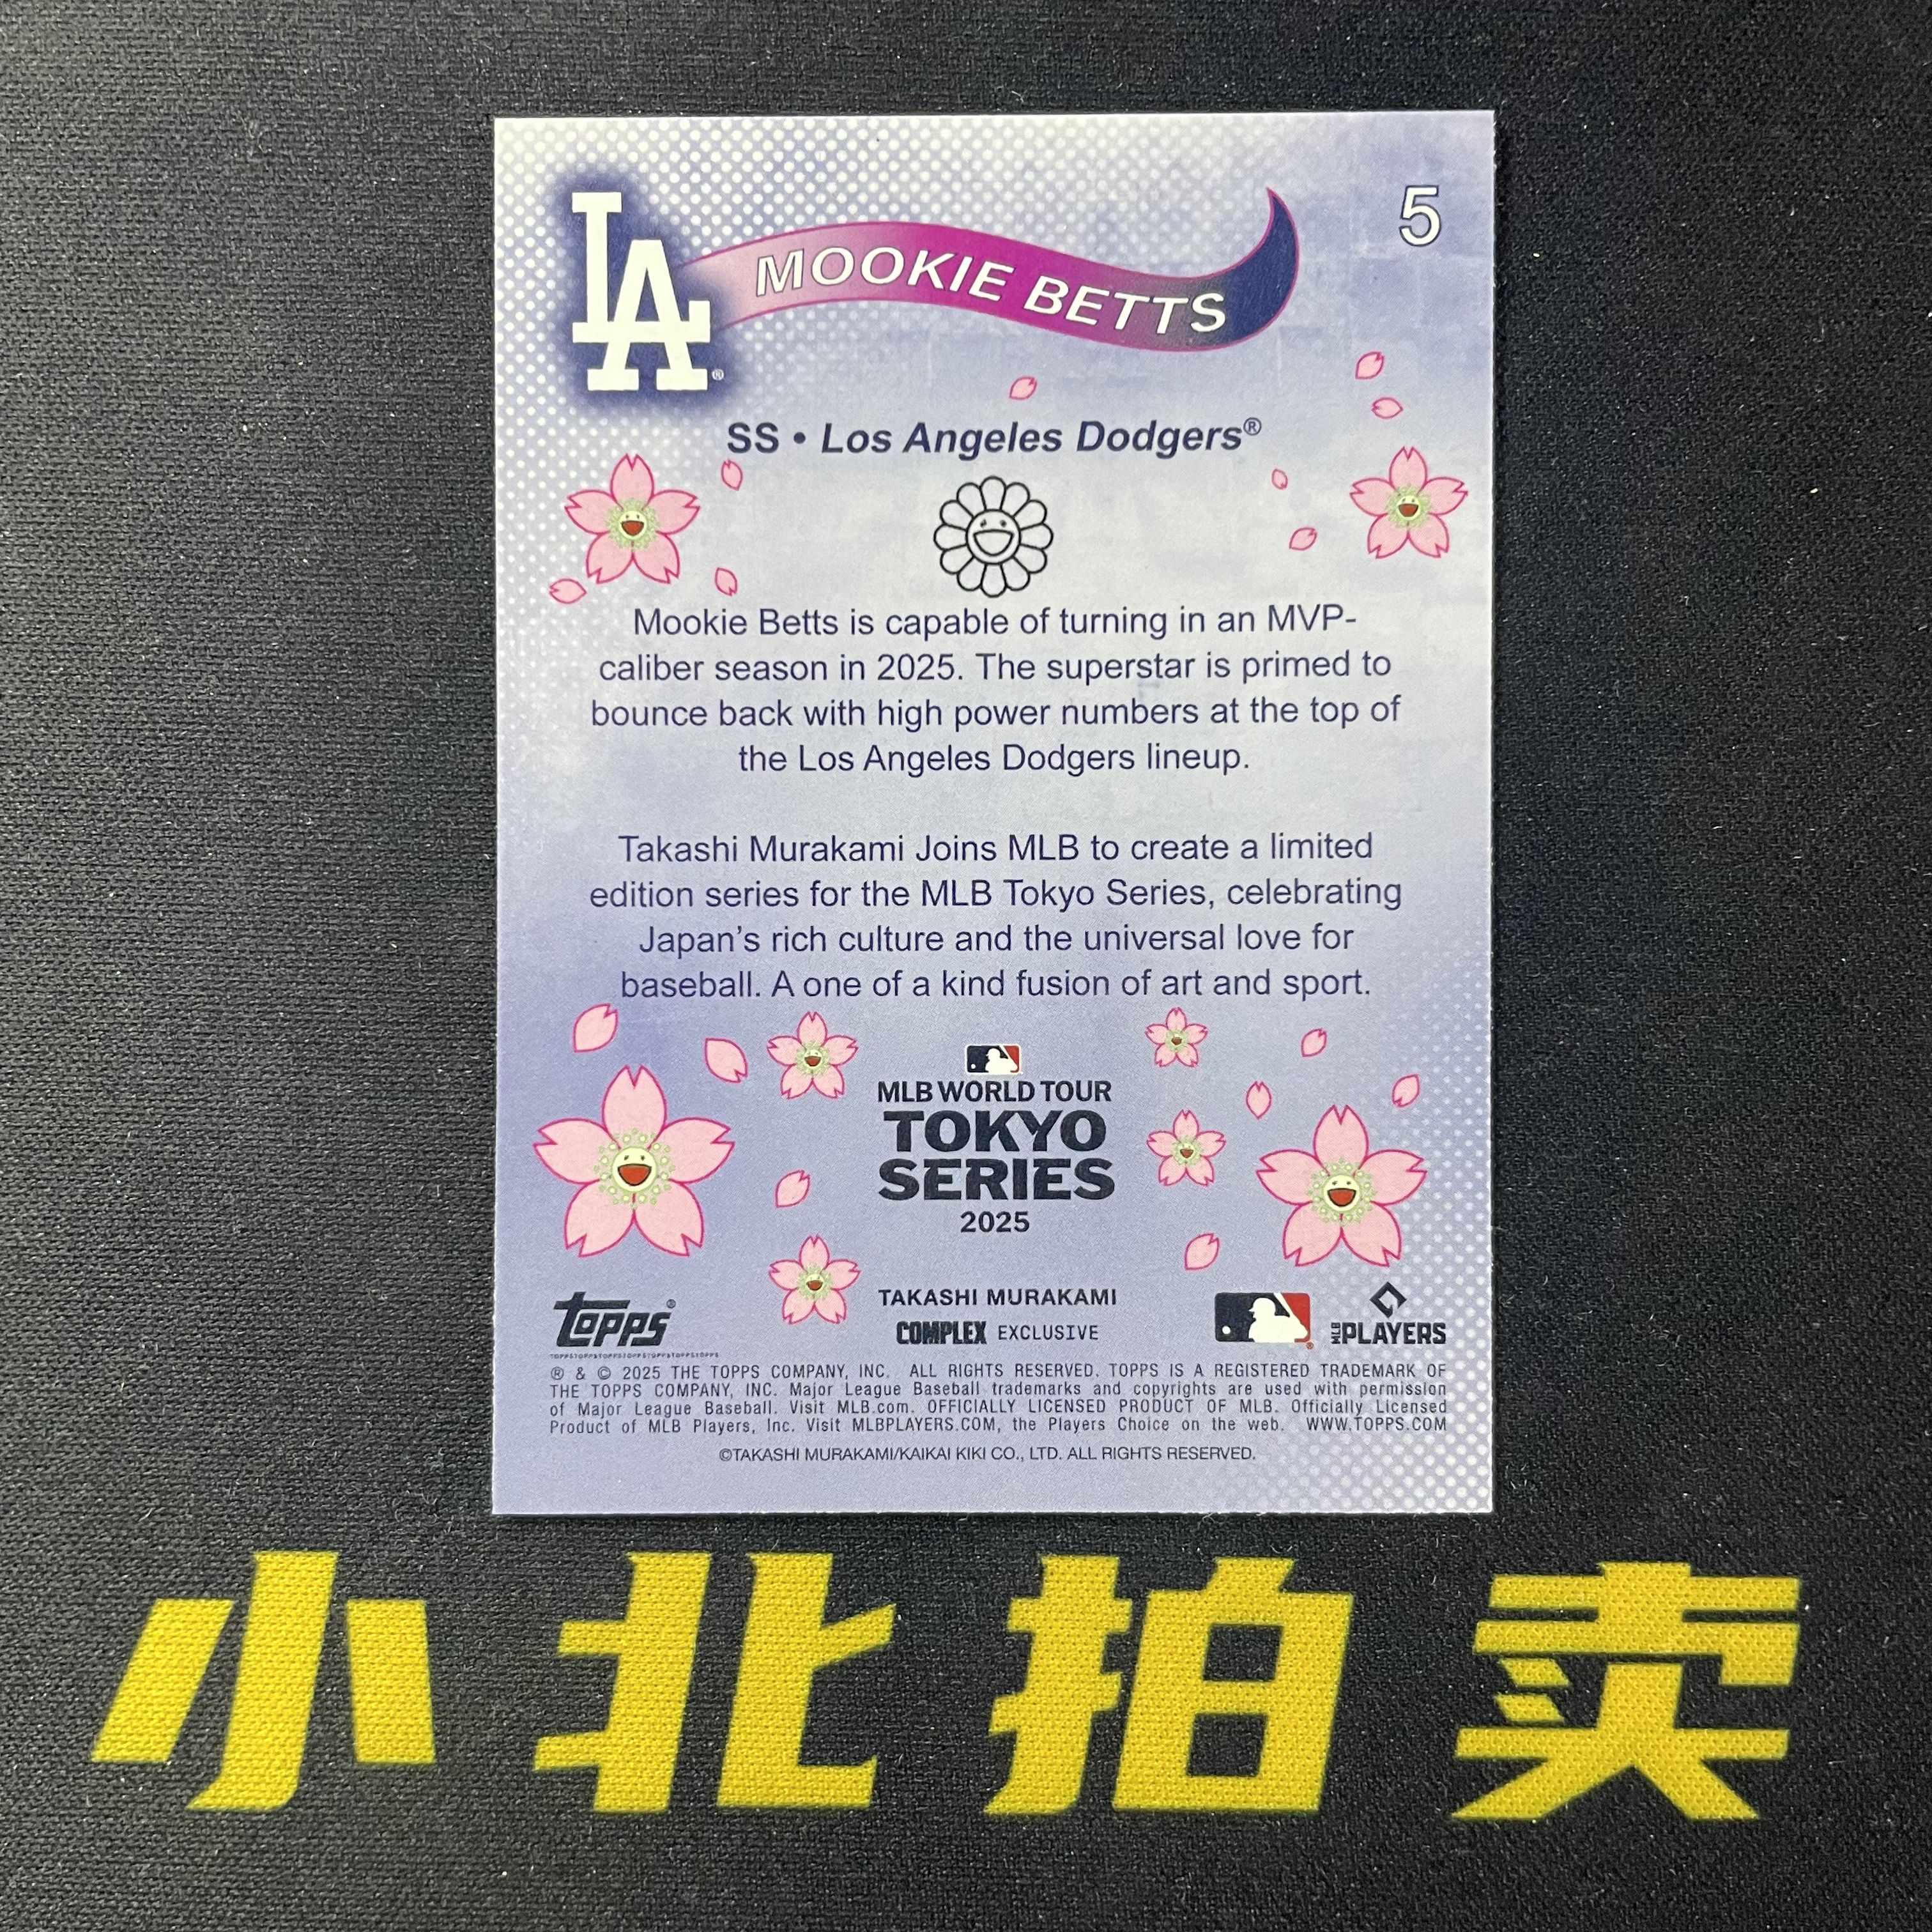 LA
5
MOOKIE BETTS
SS • Los Angeles Dodgers®
Mookie Betts is capable of turning in an MVP-
caliber season in 2025. The superstar is primed to
bounce back with high power numbers at the top of
the Los Angeles Dodgers lineup.
Takashi Murakami Joins MLB to create a limited
edition series for the MLB Tokyo Series, celebrating
Japan’s rich culture and the universal love for
baseball. A one of a kind fusion of art and sport.
MLB WORLD TOUR
TOKYO
SERIES
2025
TOPPS®
TAKASHI MURAKAMI
COMPLEX EXCLUSIVE
MLB PLAYERS
® & © 2025 THE TOPPS COMPANY, INC. ALL RIGHTS RESERVED. TOPPS IS A REGISTERED TRADEMARK OF
THE TOPPS COMPANY, INC. Major League Baseball trademarks and copyrights are used with permission
of Major League Baseball. Visit MLB.com. OFFICIALLY LICENSED PRODUCT OF MLB. Officially Licensed
Product of MLB Players, Inc. Visit MLBPLAYERS.COM, the Players Choice on the web. WWW.TOPPS.COM
©TAKASHI MURAKAMI/KAIKAI KIKI CO., LTD. ALL RIGHTS RESERVED.
小北拍卖